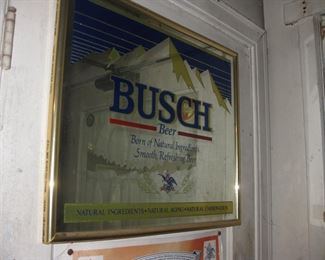 BUSCH
Beer
Born of Natural Ingredients.
Smooth, Refreshing Beer.
NATURAL INGREDIENTS • NATURAL AGING • NATURAL CARBONATION